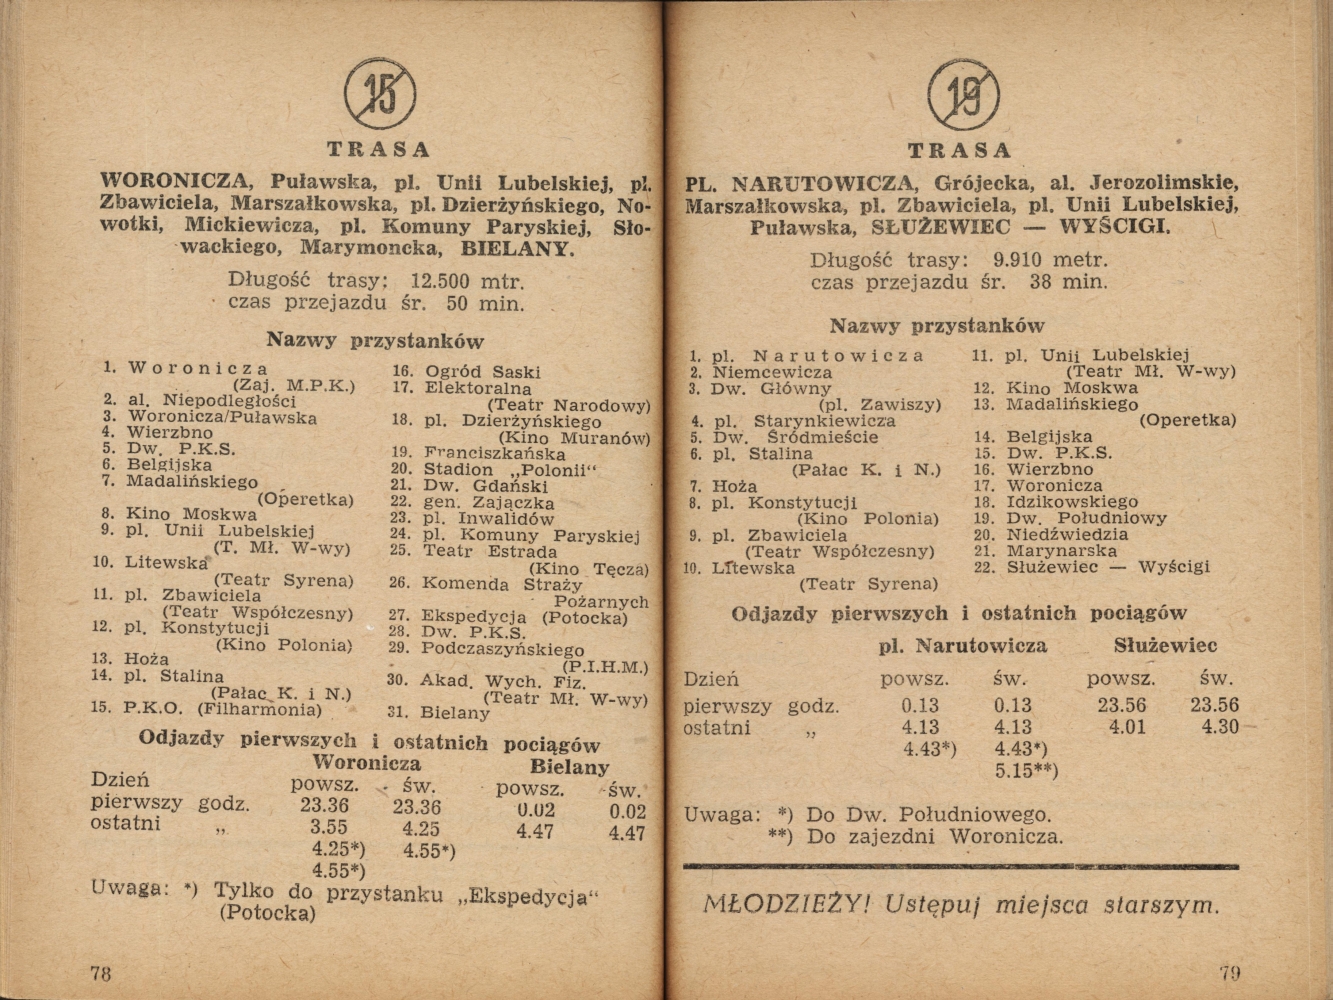 15
TRASA
WORONICZA, Puławska, pl. Unii Lubelskiej, pl.
Zbawiciela, Marszałkowska, pl. Dzierżyńskiego, No-
wotki, Mickiewicza, pl. Komuny Paryskiej, Sło-
wackiego, Marymoncka, BIELANY.
Długość trasy: 12.500 mtr.
czas przejazdu śr. 50 min.
Nazwy przystanków
1. Woronicza
(Zaj. M.P.K.)
2. al. Niepodległości
3. Woronicza/Puławska
4. Wierzbno
5. Dw. P.K.S.
6. Belgijska
7. Madalińskiego
(Operetka)
8. Kino Moskwa
9. pl. Unii Lubelskiej
(T. Mł. W-wy)
10. Litewska
(Teatr Syrena)
11. pl. Zbawiciela
(Teatr Współczesny)
12. pl. Konstytucji
(Kino Polonia)
13. Hoża
14. pl. Stalina
(Pałac K. i N.)
15. P.K.O. (Filharmonia)
16. Ogród Saski
17. Elektoralna
(Teatr Narodowy)
18. pl. Dzierżyńskiego
(Kino Muranów)
19. Franciszkańska
20. Stadion „Polonii“
21. Dw. Gdański
22. gen. Zajączka
23. pl. Inwalidów
24. pl. Komuny Paryskiej
25. Teatr Estrada
(Kino Tęcza)
26. Komenda Straży
Pożarnych
27. Ekspedycja (Potocka)
28. Dw. P.K.S.
29. Podczaszyńskiego
(P.I.H.M.)
30. Akad. Wych. Fiz.
(Teatr Mł. W-wy)
31. Bielany
Odjazdy pierwszych i ostatnich pociągów
Woronicza Bielany
Dzień powsz. św. powsz. św.
pierwszy godz. 23.36 23.36 0.02 0.02
ostatni „ 3.55 4.25 4.47 4.47
4.25*) 4.55*)
4.55*)
Uwaga: *) Tylko do przystanku „Ekspedycja“
(Potocka)
78
19
TRASA
PL. NARUTOWICZA, Grójecka, al. Jerozolimskie,
Marszałkowska, pl. Zbawiciela, pl. Unii Lubelskiej,
Puławska, SŁUŻEWIEC — WYŚCIGI.
Długość trasy: 9.910 metr.
czas przejazdu śr. 38 min.
Nazwy przystanków
1. pl. Narutowicza
2. Niemcewicza
3. Dw. Główny
(pl. Zawiszy)
4. pl. Starynkiewicza
5. Dw. Śródmieście
6. pl. Stalina
(Pałac K. i N.)
7. Hoża
8. pl. Konstytucji
(Kino Polonia)
9. pl. Zbawiciela
(Teatr Współczesny)
10. Litewska
(Teatr Syrena)
11. pl. Unii Lubelskiej
(Teatr Mł. W-wy)
12. Kino Moskwa
13. Madalińskiego
(Operetka)
14. Belgijska
15. Dw. P.K.S.
16. Wierzbno
17. Woronicza
18. Idzikowskiego
19. Dw. Południowy
20. Niedźwiedzia
21. Marynarska
22. Służewiec — Wyścigi
Odjazdy pierwszych i ostatnich pociągów
pl. Narutowicza Służewiec
Dzień powsz. św. powsz. św.
pierwszy godz. 0.13 0.13 23.56 23.56
ostatni „ 4.13 4.13 4.01 4.30
4.43*) 4.43*)
5.15**)
Uwaga: *) Do Dw. Południowego.
**) Do zajezdni Woronicza.
MŁODZIEŻY! Ustępuj miejsca starszym.
79